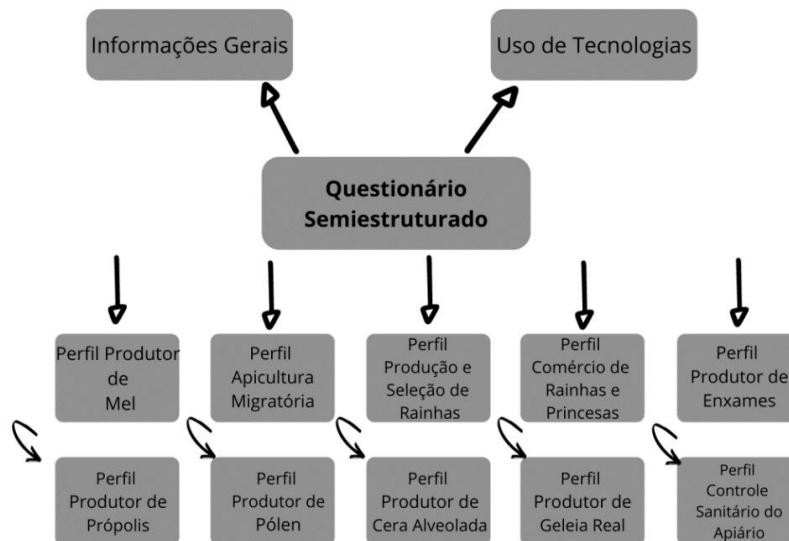 Informações Gerais
Uso de Tecnologias
Questionário
Semiestruturado
Perfil Produtor
de
Mel
Perfil
Apicultura
Migratória
Perfil
Produção e
Seleção de
Rainhas
Perfil
Comércio de
Rainhas e
Princesas
Perfil
Produtor de
Enxames
Perfil
Produtor de
Própolis
Perfil
Produtor de
Pólen
Perfil
Produtor de
Cera Alveolada
Perfil
Produtor de
Geleia Real
Perfil
Controle
Sanitário do
Apiário